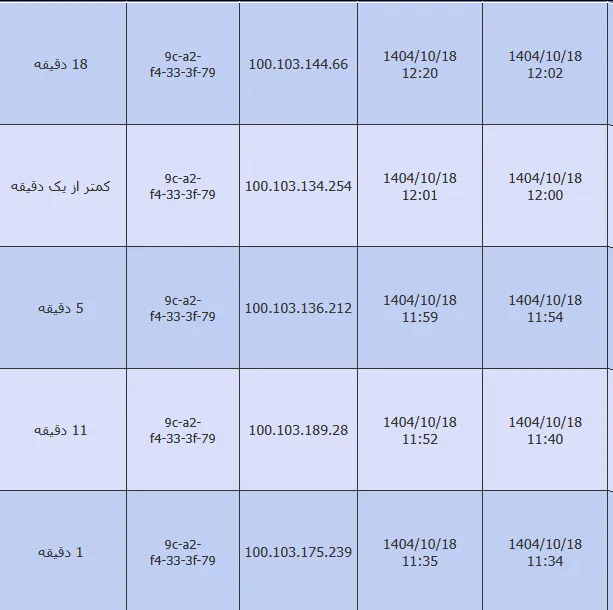 18 دقیقه
9c-a2-
f4-33-3f-79
100.103.144.66
1404/10/18
12:20
1404/10/18
12:02
کمتر از یک دقیقه
9c-a2-
f4-33-3f-79
100.103.134.254
1404/10/18
12:01
1404/10/18
12:00
5 دقیقه
9c-a2-
f4-33-3f-79
100.103.136.212
1404/10/18
11:59
1404/10/18
11:54
11 دقیقه
9c-a2-
f4-33-3f-79
100.103.189.28
1404/10/18
11:52
1404/10/18
11:40
1 دقیقه
9c-a2-
f4-33-3f-79
100.103.175.239
1404/10/18
11:35
1404/10/18
11:34